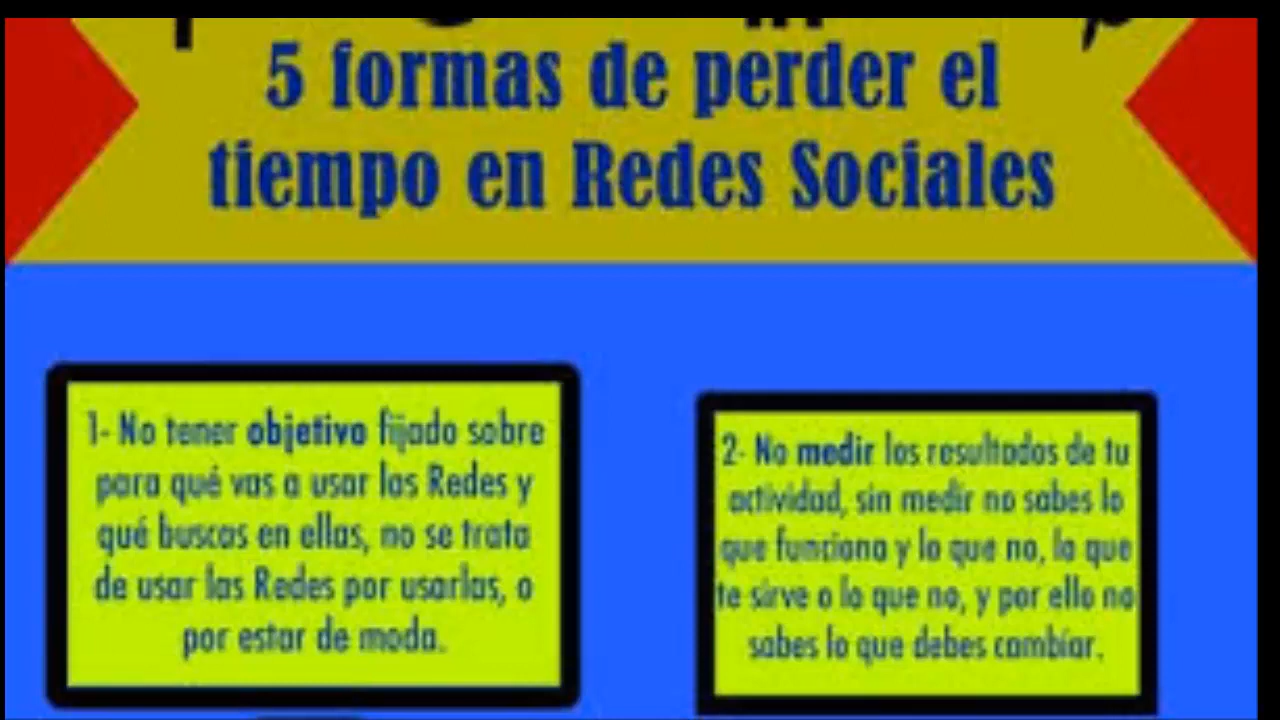 5 formas de perder el
tiempo en Redes Sociales
1- No tener objetivo fijado sobre
para qué vas a usar las Redes y
qué buscas en ellas, no se trata
de usar las Redes por usarlas, o
por estar de moda.
2- No medir los resultados de tu
actividad, sin medir no sabes lo
que funciona y lo que no, lo que
te sirve o lo que no, y por ello no
sabes lo que debes cambiar.